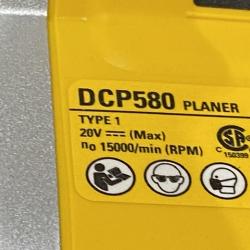 DCP580 PLANER
TYPE 1
20V ⎓ (Max)
no 15000/min (RPM)
C
150399